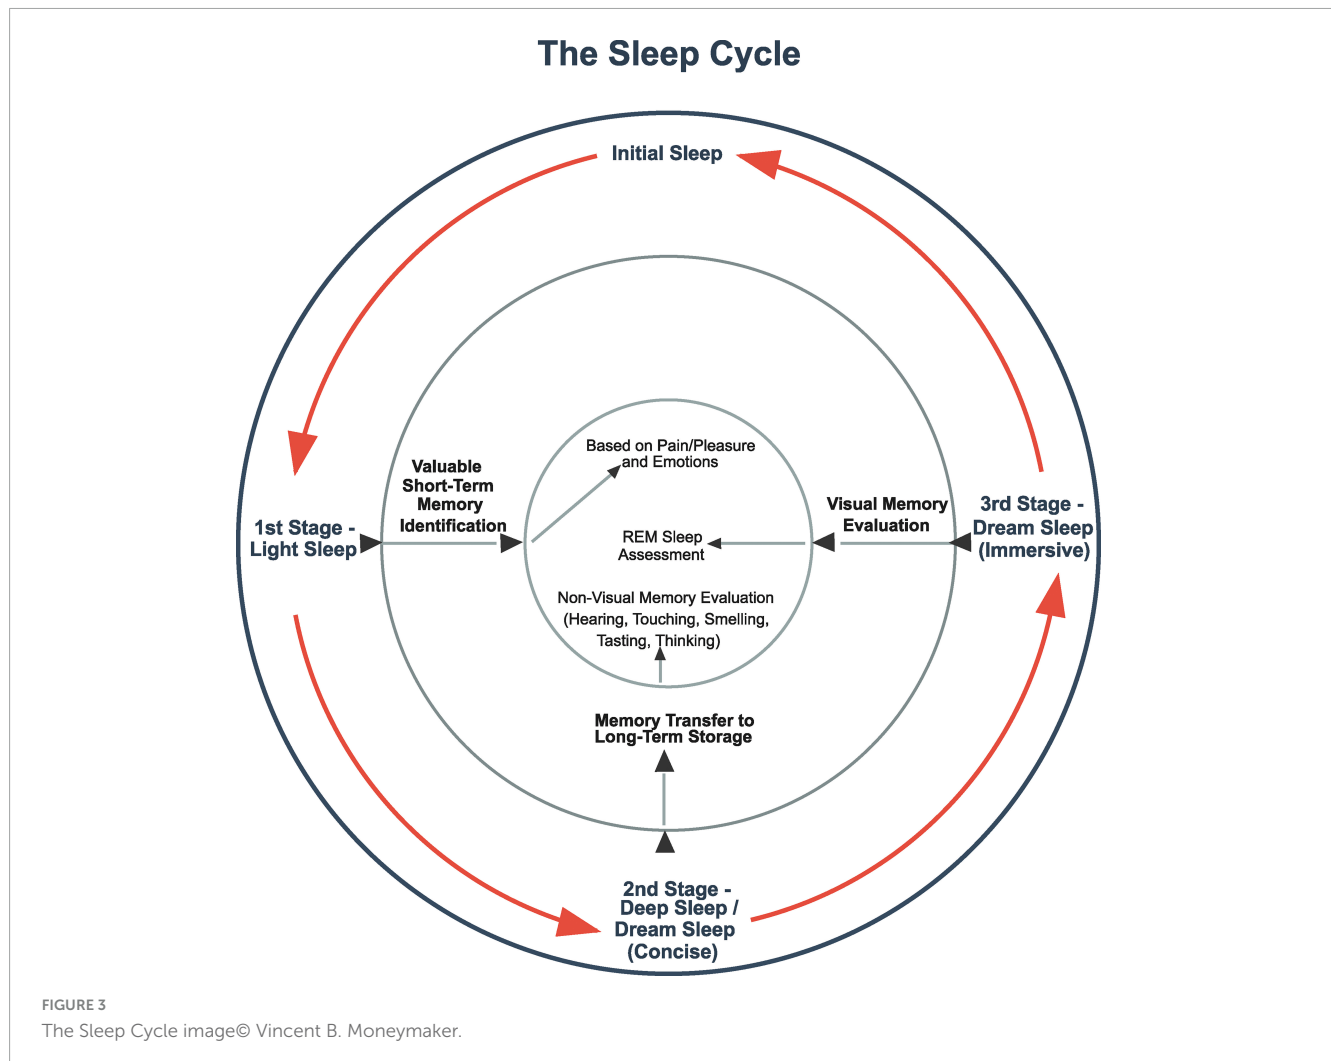 The Sleep Cycle
Initial Sleep
Based on Pain/Pleasure
and Emotions
Valuable
Short-Term
Memory
Identification
1st Stage -
Light Sleep
REM Sleep
Assessment
Visual Memory
Evaluation
3rd Stage -
Dream Sleep
(Immersive)
Non-Visual Memory Evaluation
(Hearing, Touching, Smelling,
Tasting, Thinking)
Memory Transfer to
Long-Term Storage
2nd Stage -
Deep Sleep /
Dream Sleep
(Concise)
FIGURE 3
The Sleep Cycle image© Vincent B. Moneymaker.